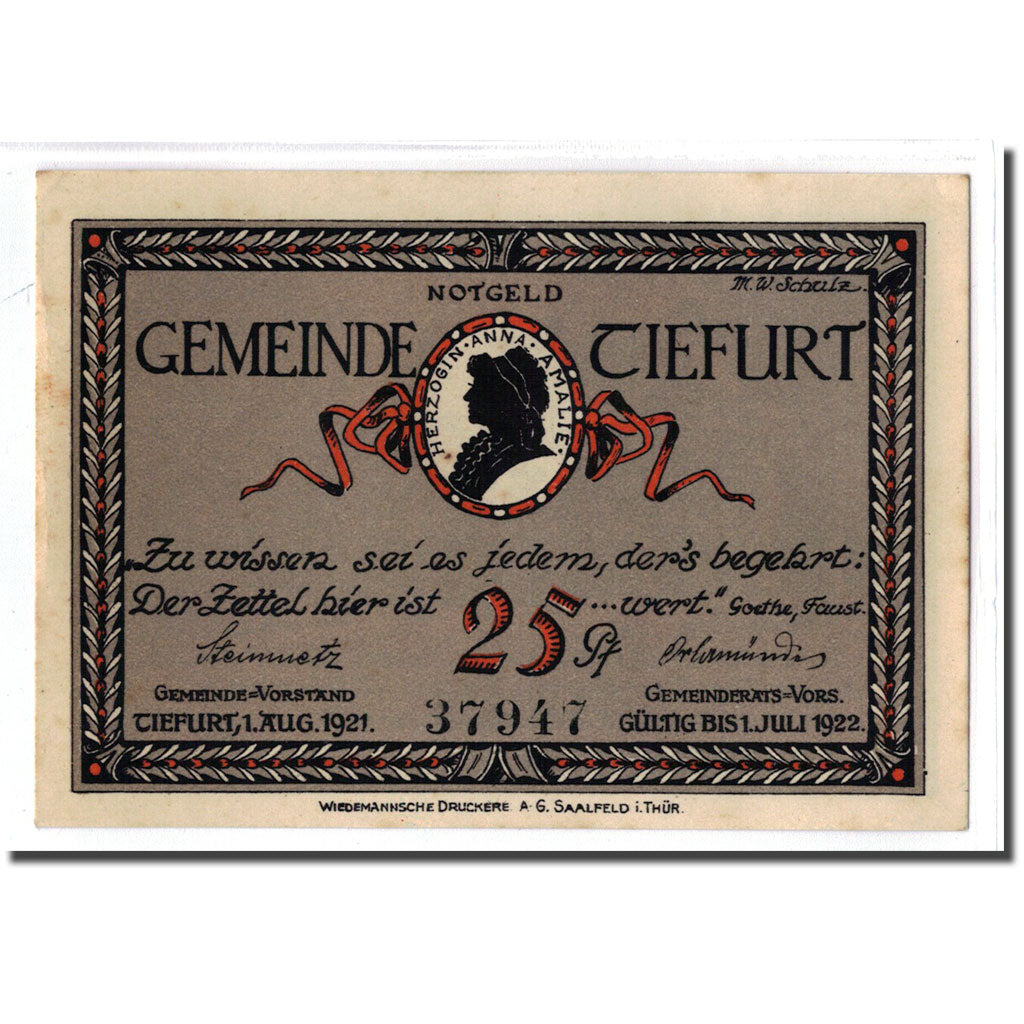 NOTGELD
M. W. Schulz.
GEMEINDE TIEFURT
HERZOGIN · ANNA · AMALIE.
„Zu wissen sei es jedem, der's begehrt:
Der Zettel hier ist 25 Pf ... wert." Goethe, Faust.
Steinmetz Orlamünde
GEMEINDE=VORSTAND GEMEINDERATS=VORS.
TIEFURT, 1. AUG. 1921. 37947 GÜLTIG BIS 1. JULI 1922.
WIEDEMANNSCHE DRUCKERE A-G. SAALFELD i. THÜR.